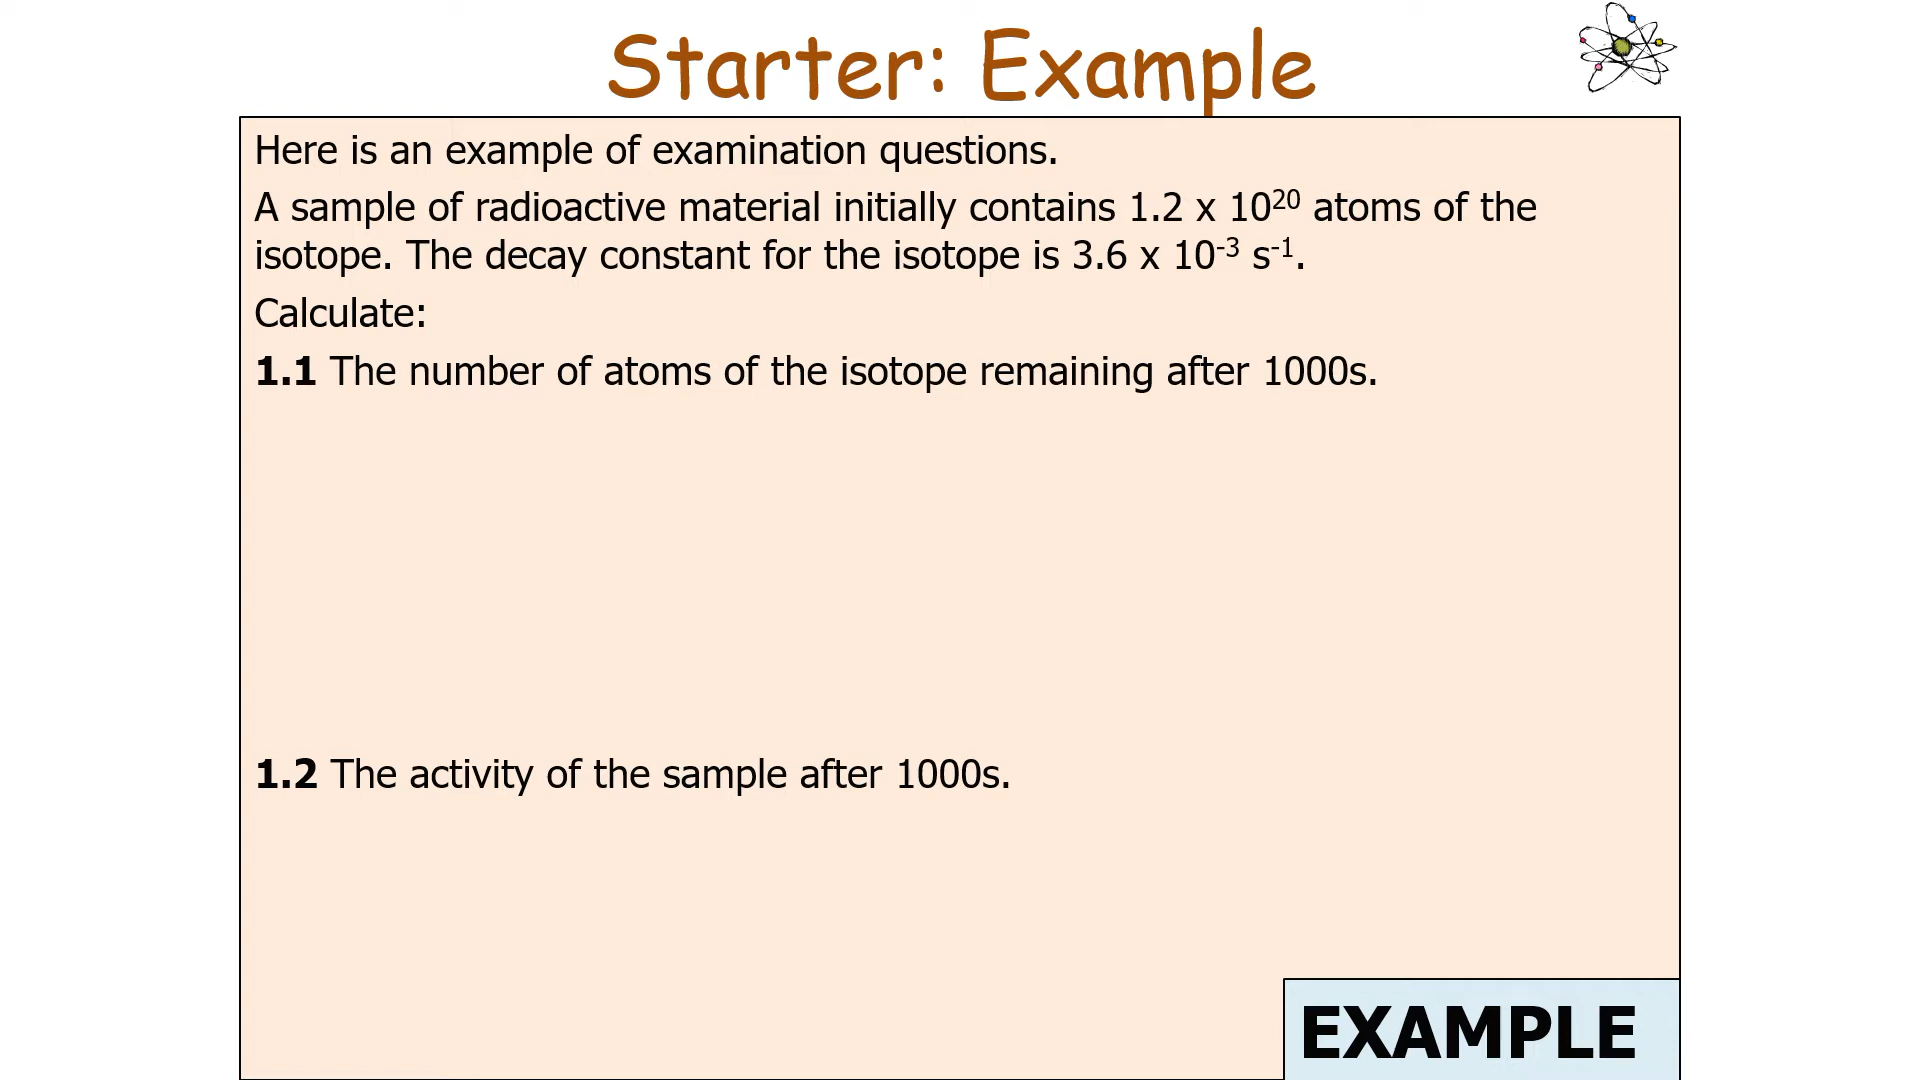 Starter: Example
Here is an example of examination questions.
A sample of radioactive material initially contains 1.2 x 10²⁰ atoms of the
isotope. The decay constant for the isotope is 3.6 x 10⁻³ s⁻¹.
Calculate:
1.1 The number of atoms of the isotope remaining after 1000s.
1.2 The activity of the sample after 1000s.
EXAMPLE